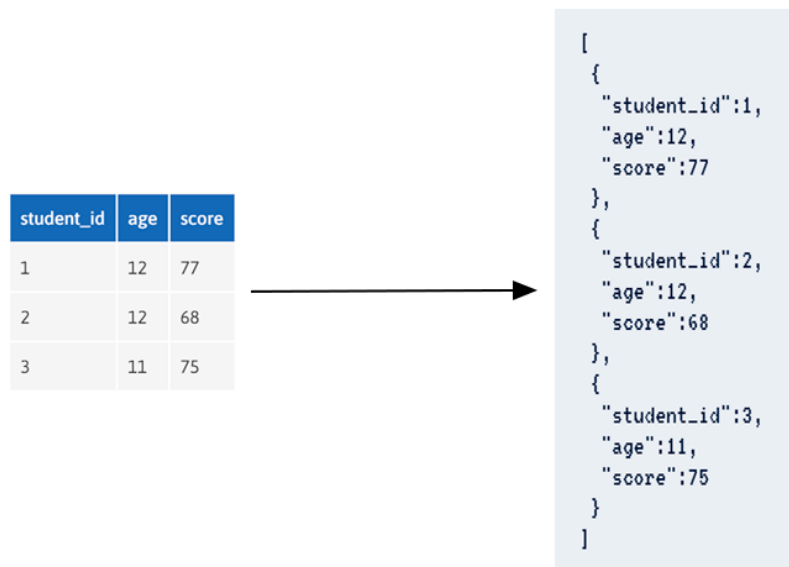 student_id age score
1 12 77
2 12 68
3 11 75
[
{
"student_id":1,
"age":12,
"score":77
},
{
"student_id":2,
"age":12,
"score":68
},
{
"student_id":3,
"age":11,
"score":75
}
]